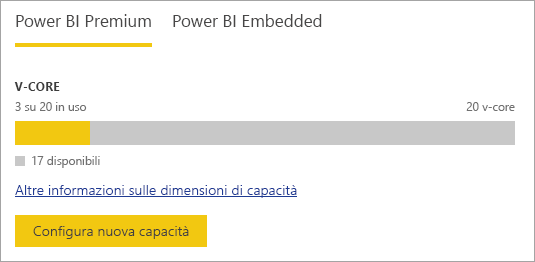 Power BI Premium Power BI Embedded
V-CORE
3 su 20 in uso 20 v-core
17 disponibili
Altre informazioni sulle dimensioni di capacità
Configura nuova capacità